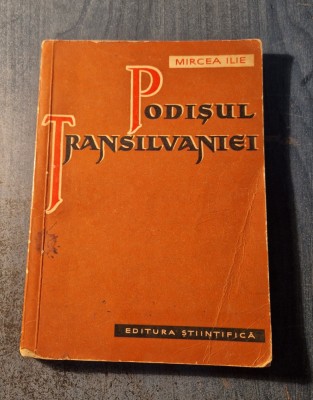 MIRCEA ILIE
PODIŞUL
TRANSILVANIEI
EDITURA ŞTIINŢIFICĂ